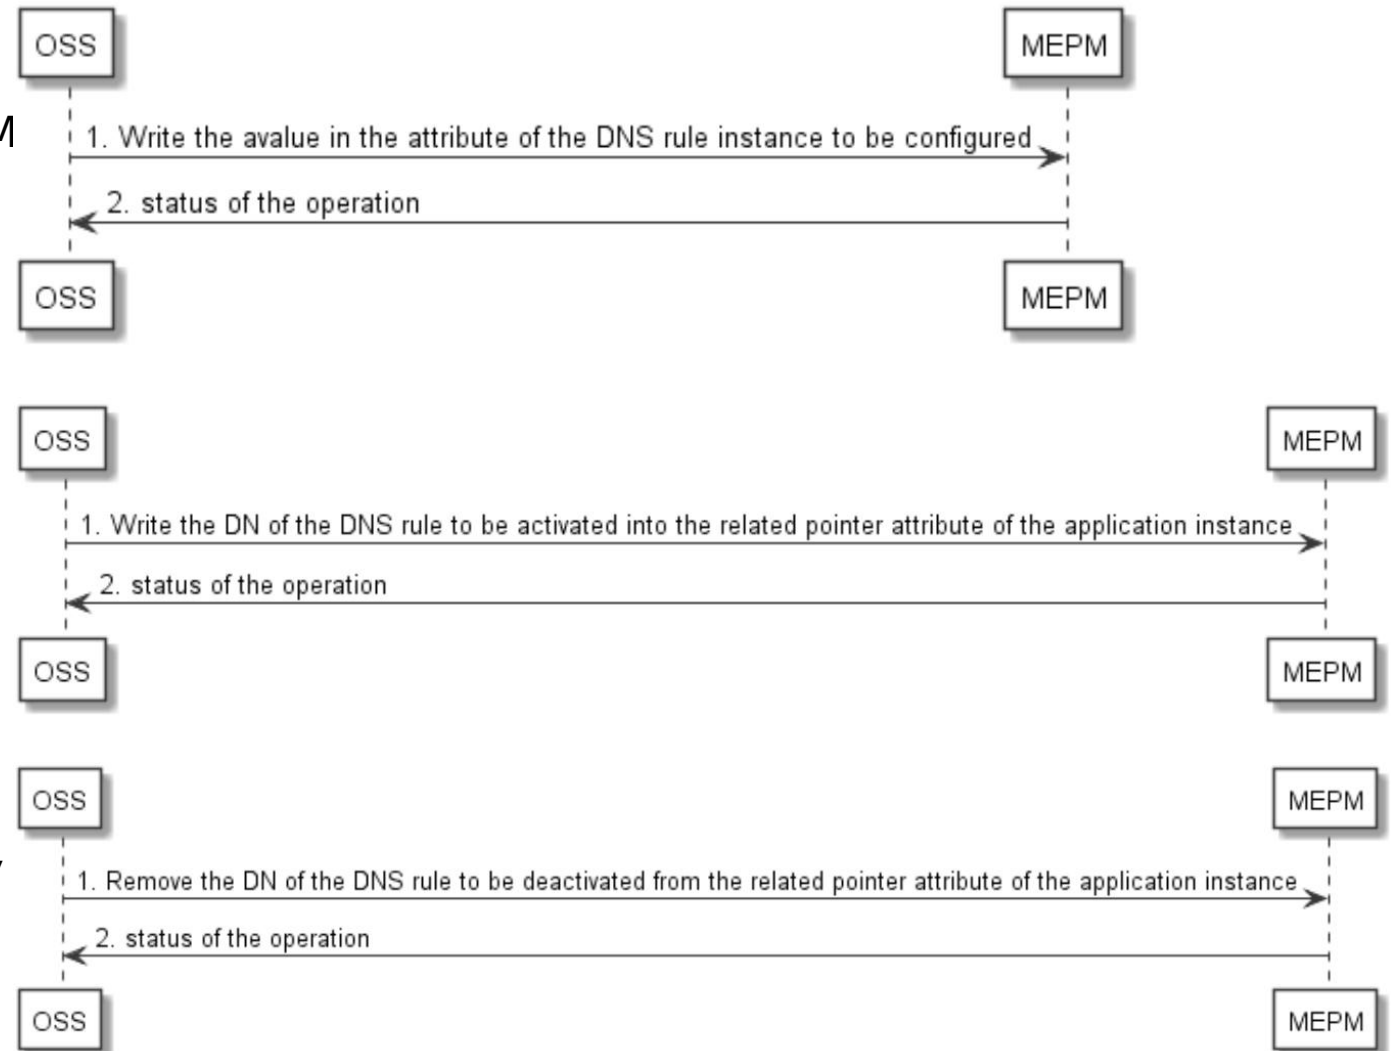 OSS
MEPM
M
1. Write the avalue in the attribute of the DNS rule instance to be configured
2. status of the operation
OSS
MEPM
OSS
MEPM
1. Write the DN of the DNS rule to be activated into the related pointer attribute of the application instance
2. status of the operation
OSS
MEPM
OSS
MEPM
1. Remove the DN of the DNS rule to be deactivated from the related pointer attribute of the application instance
2. status of the operation
OSS
MEPM